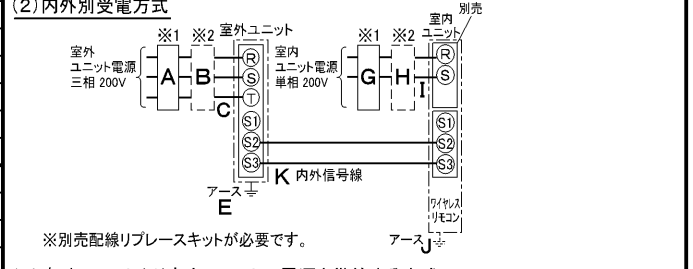 (2)内外別受電方式
※1 ※2 室外ユニット
室外
ユニット電源
三相 200V
A B C
R
S
T
S1
S2
S3
アース
E
※1 ※2
室内
ユニット
別売
室内
ユニット電源
単相 200V
G H I
R
S
S1
S2
S3
K 内外信号線
ワイヤレス
リモコン
アース J
※別売配線リプレースキットが必要です。